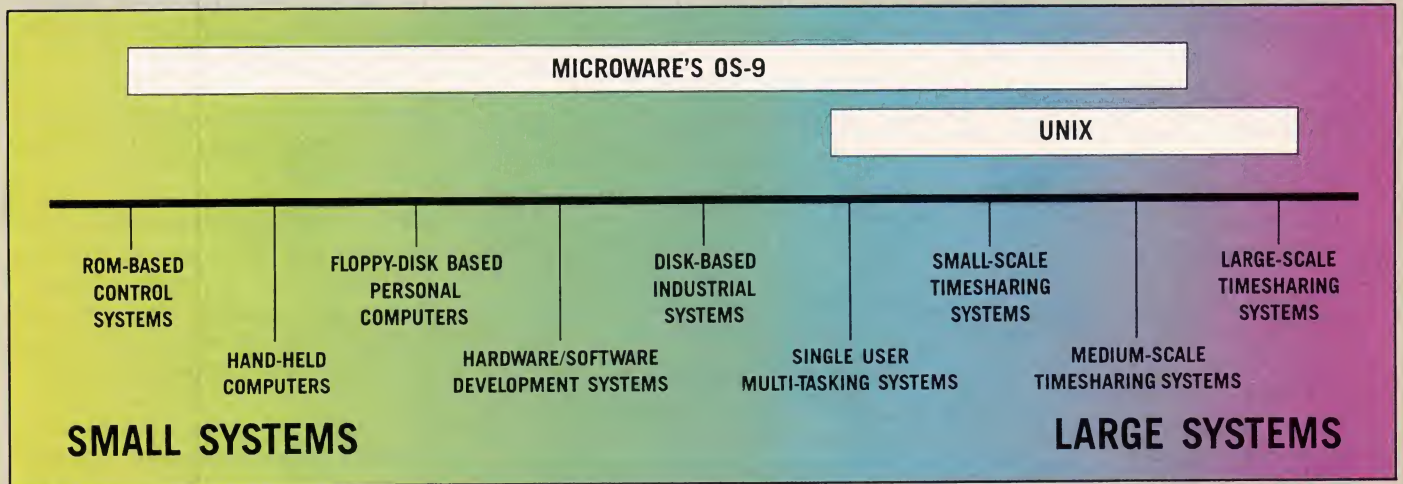 MICROWARE'S OS-9
UNIX
ROM-BASED
CONTROL
SYSTEMS
HAND-HELD
COMPUTERS
FLOPPY-DISK BASED
PERSONAL
COMPUTERS
HARDWARE/SOFTWARE
DEVELOPMENT SYSTEMS
DISK-BASED
INDUSTRIAL
SYSTEMS
SINGLE USER
MULTI-TASKING SYSTEMS
SMALL-SCALE
TIMESHARING
SYSTEMS
MEDIUM-SCALE
TIMESHARING SYSTEMS
LARGE-SCALE
TIMESHARING
SYSTEMS
SMALL SYSTEMS
LARGE SYSTEMS